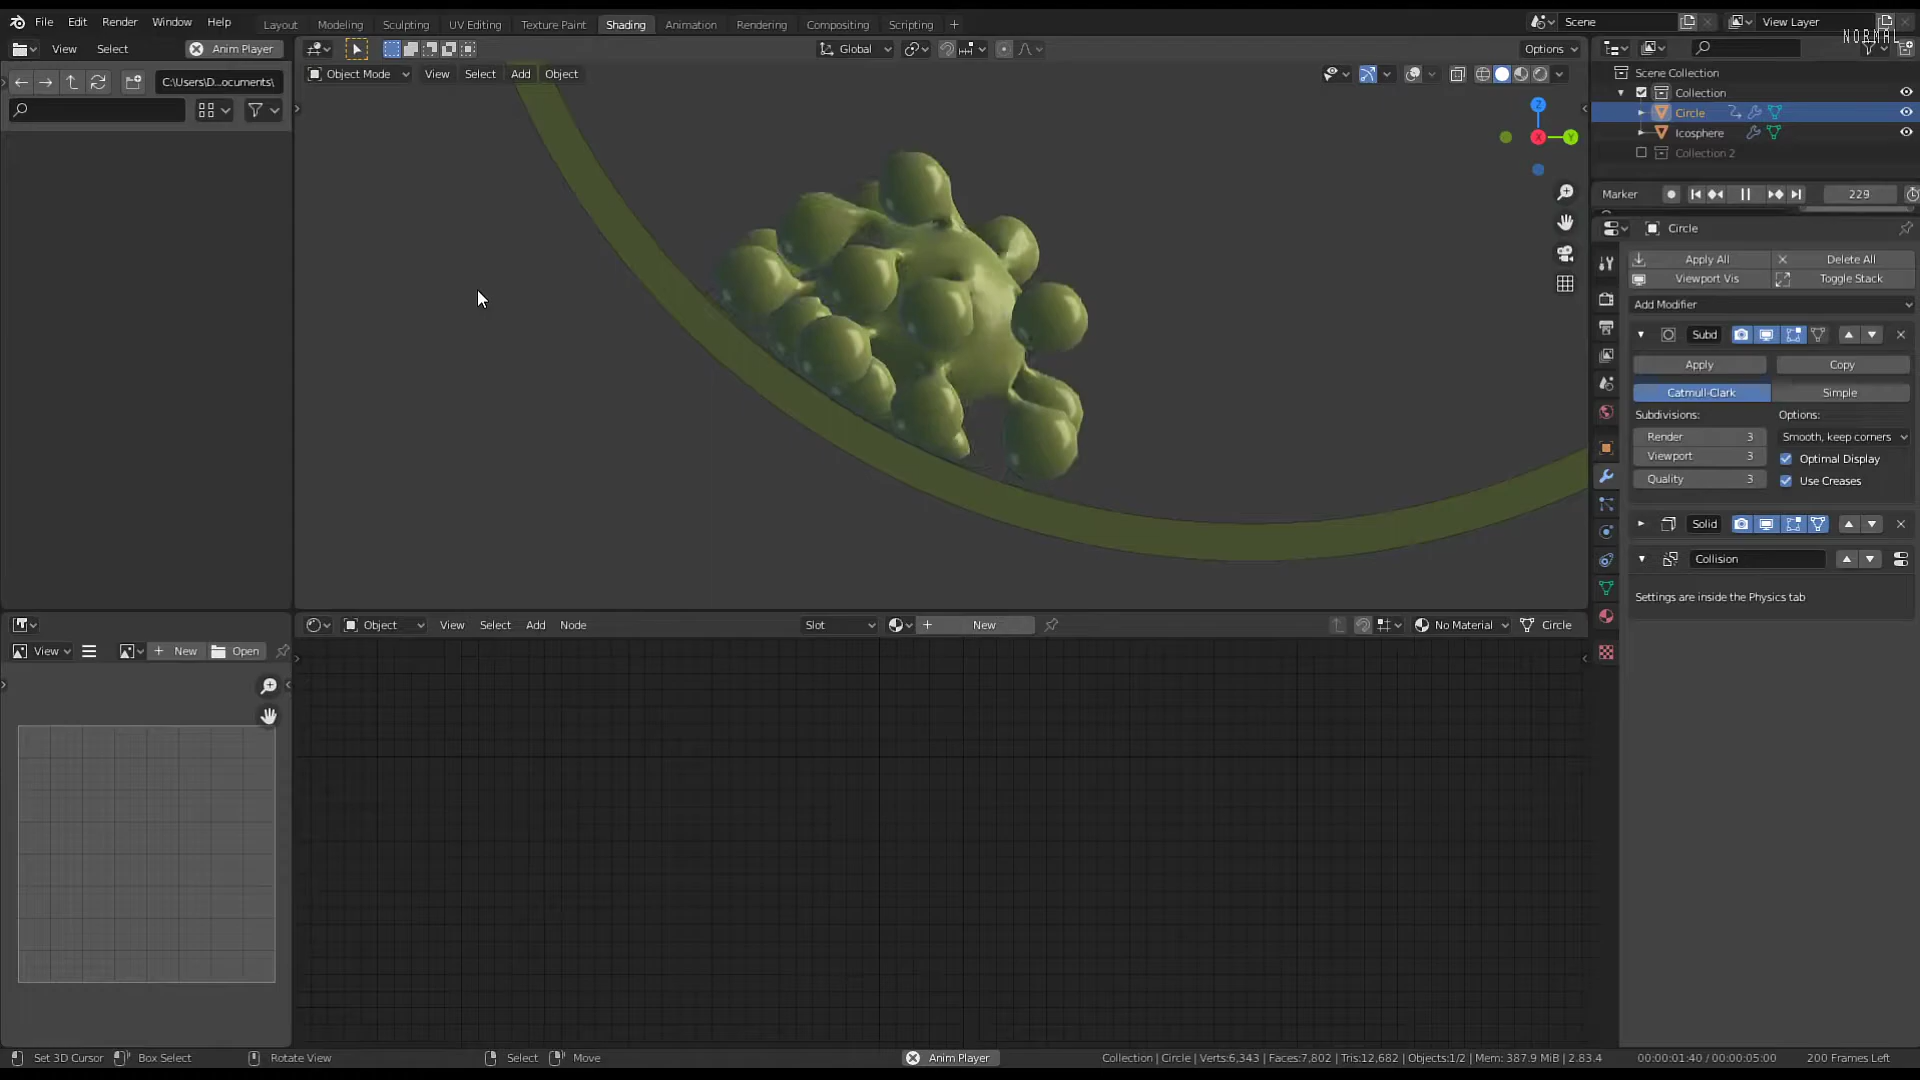 File Edit Render Window Help Layout Modeling Sculpting UV Editing Texture Paint Shading Animation Rendering Compositing Scripting + Scene View Layer
NORMAL
View Select Anim Player Global Options
C:\Users\D...ocuments\ Object Mode View Select Add Object
Scene Collection
Collection
Circle
Icosphere
Collection 2
Z
X
Y
Marker 229
Circle
Apply All Delete All
Viewport Vis Toggle Stack
Add Modifier
Subd
Apply Copy
Catmull-Clark Simple
Subdivisions: Options:
Render 3 Smooth, keep corners
Viewport 3 Optimal Display
Quality 3 Use Creases
Solid
Collision
Settings are inside the Physics tab
Object View Select Add Node Slot + New No Material Circle
View + New Open
Set 3D Cursor Box Select Rotate View Select Move Anim Player Collection | Circle | Verts:6,343 | Faces:7,802 | Tris:12,682 | Objects:1/2 | Mem: 387.9 MiB | 2.83.4 00:00:01:40 / 00:00:05:00 200 Frames Left